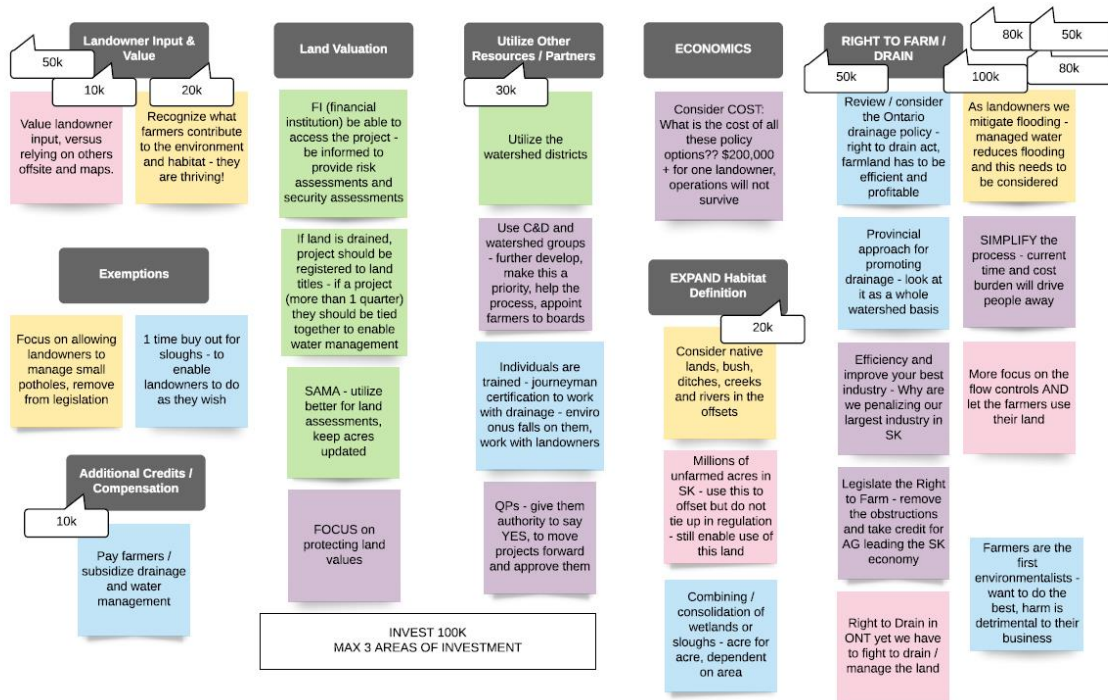 Landowner Input &
Value
50k
10k
20k
Value landowner
input, versus
relying on others
offsite and maps.
Recognize what
farmers contribute
to the environment
and habitat - they
are thriving!
Exemptions
Focus on allowing
landowners to
manage small
potholes, remove
from legislation
1 time buy out for
sloughs - to
enable
landowners to do
as they wish
Additional Credits /
Compensation
10k
Pay farmers /
subsidize drainage
and water
management
Land Valuation
FI (financial
institution) be able to
access the project -
be informed to
provide risk
assessments and
security assessments
If land is drained,
project should be
registered to land
titles - if a project
(more than 1 quarter)
they should be tied
together to enable
water management
SAMA - utilize
better for land
assessments,
keep acres
updated
FOCUS on
protecting land
values
INVEST 100K
MAX 3 AREAS OF INVESTMENT
Utilize Other
Resources / Partners
30k
Utilize the
watershed districts
Use C&D and
watershed groups
- further develop,
make this a
priority, help the
process, appoint
farmers to boards
Individuals are
trained - journeyman
certification to work
with drainage - enviro
onus falls on them,
work with landowners
QPs - give them
authority to say
YES, to move
projects forward
and approve them
ECONOMICS
Consider COST:
What is the cost of all
these policy
options?? $200,000
+ for one landowner,
operations will not
survive
EXPAND Habitat
Definition
20k
Consider native
lands, bush,
ditches, creeks
and rivers in the
offsets
Millions of
unfarmed acres in
SK - use this to
offset but do not
tie up in regulation
- still enable use of
this land
Combining /
consolidation of
wetlands or
sloughs - acre for
acre, dependent on
area
RIGHT TO FARM /
DRAIN
80k
50k
50k
100k
80k
Review / consider
the Ontario
drainage policy -
right to drain act,
farmland has to be
efficient and
profitable
Provincial
approach for
promoting
drainage - look at
it as a whole
watershed basis
Efficiency and
improve your best
industry - Why are
we penalizing our
largest industry in
SK
Legislate the Right
to Farm - remove
the obstructions
and take credit for
AG leading the SK
economy
Right to Drain in
ONT yet we have
to fight to drain /
manage the land
As landowners we
mitigate flooding -
managed water
reduces flooding
and this needs to
be considered
SIMPLIFY the
process - current
time and cost
burden will drive
people away
More focus on the
flow controls AND
let the farmers use
their land
Farmers are the
first
environmentalists -
want to do the
best, harm is
detrimental to their
business